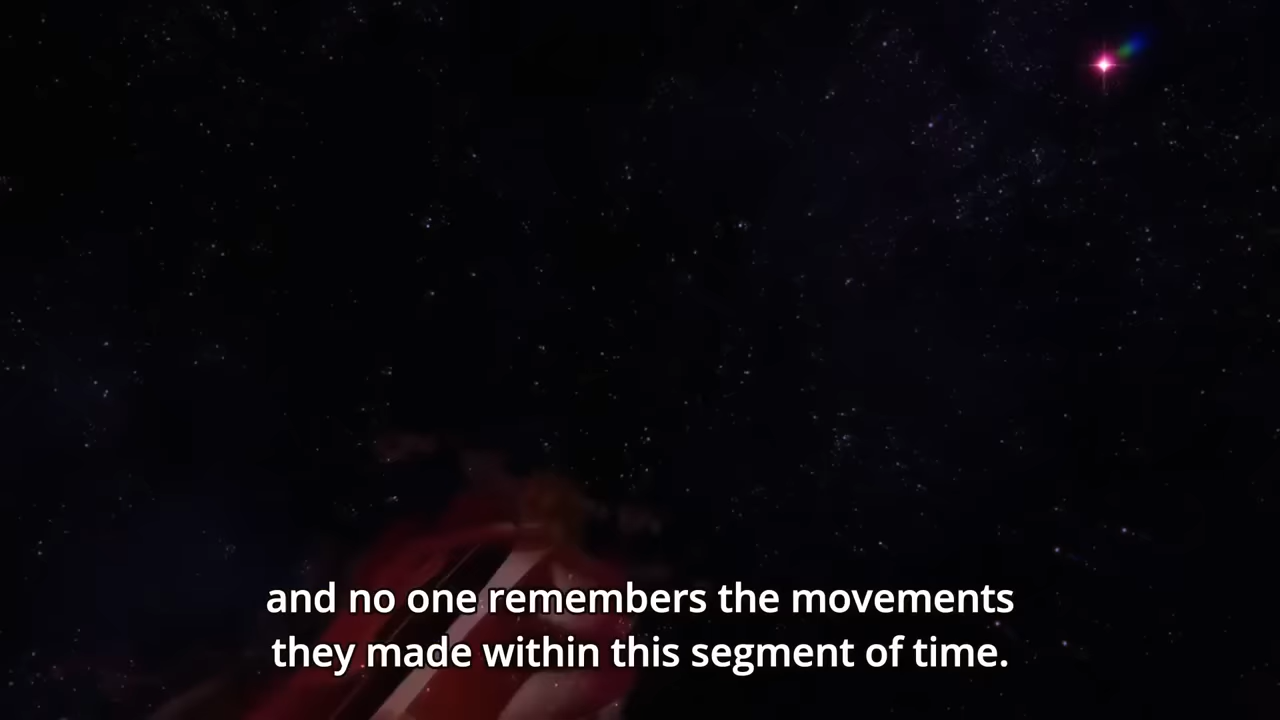 and no one remembers the movements
they made within this segment of time.